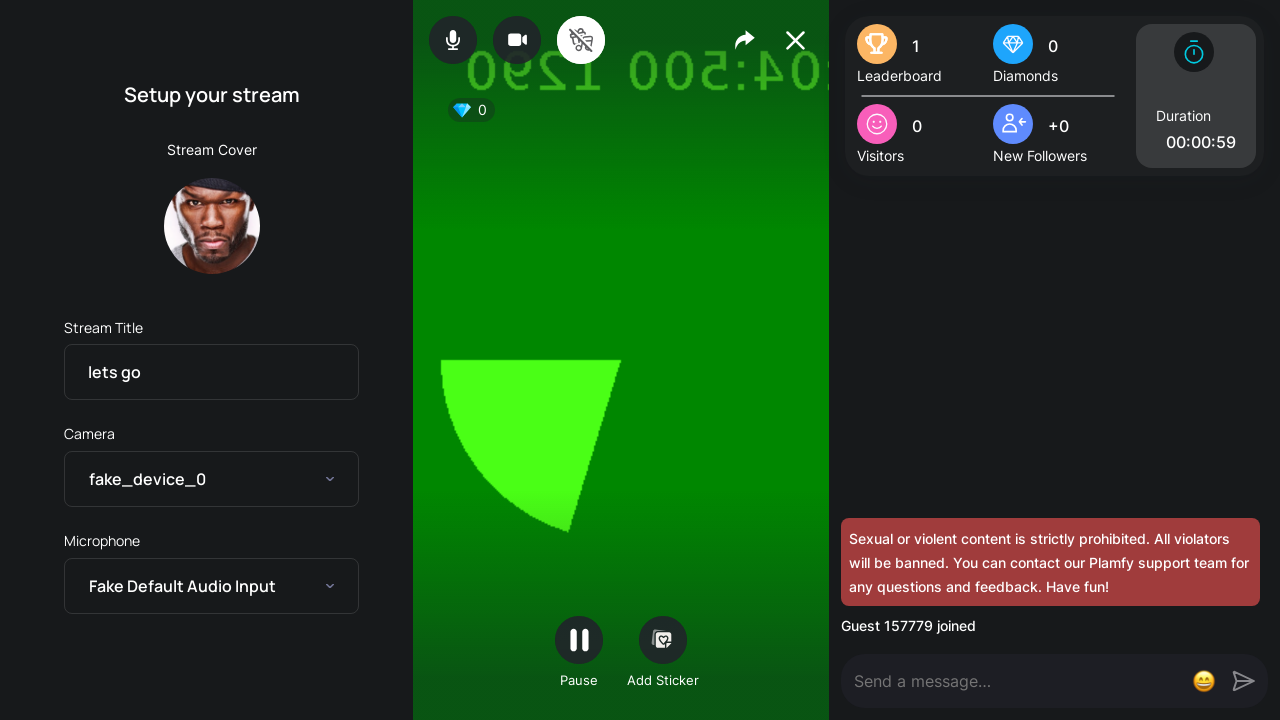 Setup your stream
Stream Cover
Stream Title
lets go
Camera
fake_device_0
Microphone
Fake Default Audio Input
04:500 1290
0
Pause
Add Sticker
1
Leaderboard
0
Diamonds
0
Visitors
+0
New Followers
Duration
00:00:59
Sexual or violent content is strictly prohibited. All violators
will be banned. You can contact our Plamfy support team for
any questions and feedback. Have fun!
Guest 157779 joined
Send a message...